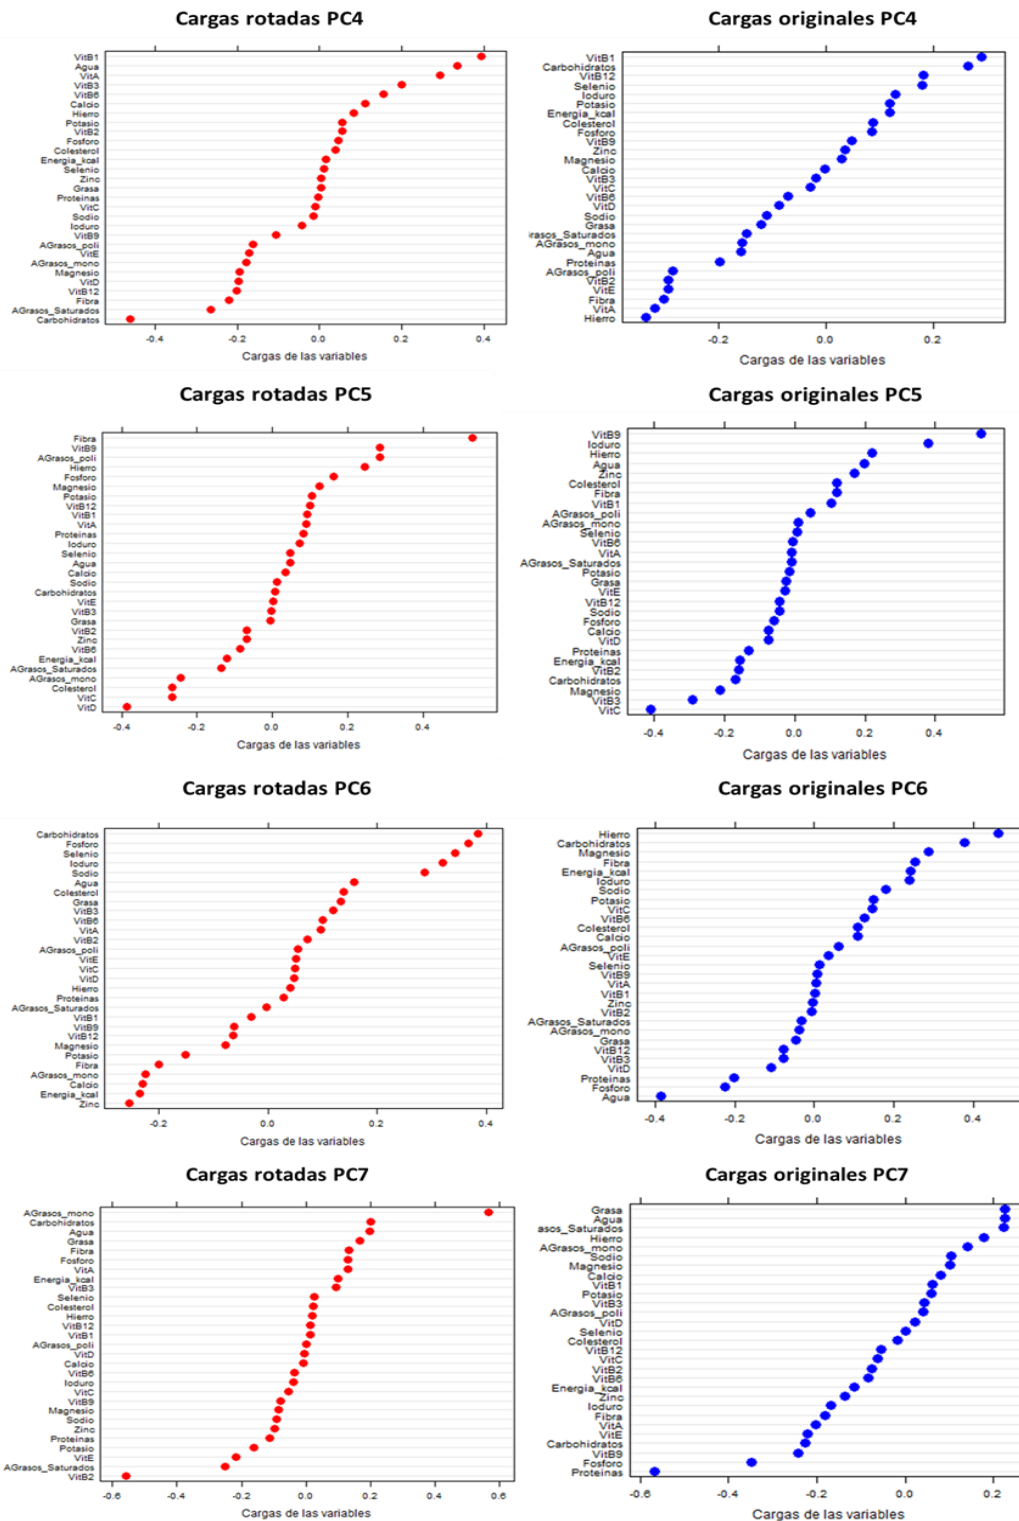 Cargas rotadas PC4
VitB1
Agua
VitA
VitB3
VitB6
Calcio
Hierro
Potasio
VitB2
Fosforo
Colesterol
Energia_kcal
Selenio
Zinc
Grasa
Proteinas
VitC
Sodio
Ioduro
VitB9
AGrasos_poli
VitE
AGrasos_mono
Magnesio
VitD
VitB12
Fibra
AGrasos_Saturados
Carbohidratos
-0.4 -0.2 0.0 0.2 0.4
Cargas de las variables
Cargas originales PC4
VitB1
Carbohidratos
VitB12
Selenio
Ioduro
Potasio
Energia_kcal
Colesterol
Fosforo
VitB9
Zinc
Magnesio
Calcio
VitB3
VitC
VitB6
VitD
Sodio
Grasa
rasos_Saturados
AGrasos_mono
Agua
Proteinas
AGrasos_poli
VitB2
VitE
Fibra
VitA
Hierro
-0.2 0.0 0.2
Cargas de las variables
Cargas rotadas PC5
Fibra
VitB9
AGrasos_poli
Hierro
Fosforo
Magnesio
Potasio
VitB12
VitB1
VitA
Proteinas
Ioduro
Selenio
Agua
Calcio
Sodio
Carbohidratos
VitE
VitB3
Grasa
VitB2
Zinc
VitB6
Energia_kcal
AGrasos_Saturados
AGrasos_mono
Colesterol
VitC
VitD
-0.4 -0.2 0.0 0.2 0.4
Cargas de las variables
Cargas originales PC5
VitB9
Ioduro
Hierro
Agua
Zinc
Colesterol
Fibra
VitB1
AGrasos_poli
AGrasos_mono
Selenio
VitB6
VitA
AGrasos_Saturados
Potasio
Grasa
VitE
VitB12
Sodio
Fosforo
Calcio
VitD
Proteinas
Energia_kcal
VitB2
Carbohidratos
Magnesio
VitB3
VitC
-0.4 -0.2 0.0 0.2 0.4
Cargas de las variables
Cargas rotadas PC6
Carbohidratos
Fosforo
Selenio
Ioduro
Sodio
Agua
Colesterol
Grasa
VitB3
VitB6
VitA
VitB2
AGrasos_poli
VitE
VitC
VitD
Hierro
Proteinas
AGrasos_Saturados
VitB1
VitB9
VitB12
Magnesio
Potasio
Fibra
AGrasos_mono
Calcio
Energia_kcal
Zinc
-0.2 0.0 0.2 0.4
Cargas de las variables
Cargas originales PC6
Hierro
Carbohidratos
Magnesio
Fibra
Energia_kcal
Ioduro
Sodio
Potasio
VitC
VitB6
Colesterol
Calcio
AGrasos_poli
VitE
Selenio
VitB9
VitA
VitB1
Zinc
VitB2
AGrasos_Saturados
AGrasos_mono
Grasa
VitB12
VitB3
VitD
Proteinas
Fosforo
Agua
-0.4 -0.2 0.0 0.2 0.4
Cargas de las variables
Cargas rotadas PC7
AGrasos_mono
Carbohidratos
Agua
Grasa
Fibra
Fosforo
VitA
Energia_kcal
VitB3
Selenio
Colesterol
Hierro
VitB12
VitB1
AGrasos_poli
VitD
Calcio
VitB6
Ioduro
VitC
VitB9
Magnesio
Sodio
Zinc
Proteinas
Potasio
VitE
AGrasos_Saturados
VitB2
-0.6 -0.4 -0.2 0.0 0.2 0.4 0.6
Cargas de las variables
Cargas originales PC7
Grasa
Agua
asos_Saturados
Hierro
AGrasos_mono
Sodio
Magnesio
Calcio
VitB1
Potasio
VitB3
AGrasos_poli
VitD
Selenio
Colesterol
VitB12
VitC
VitB2
VitB6
Energia_kcal
Zinc
Ioduro
Fibra
VitA
VitE
Carbohidratos
VitB9
Fosforo
Proteinas
-0.6 -0.4 -0.2 0.0 0.2
Cargas de las variables